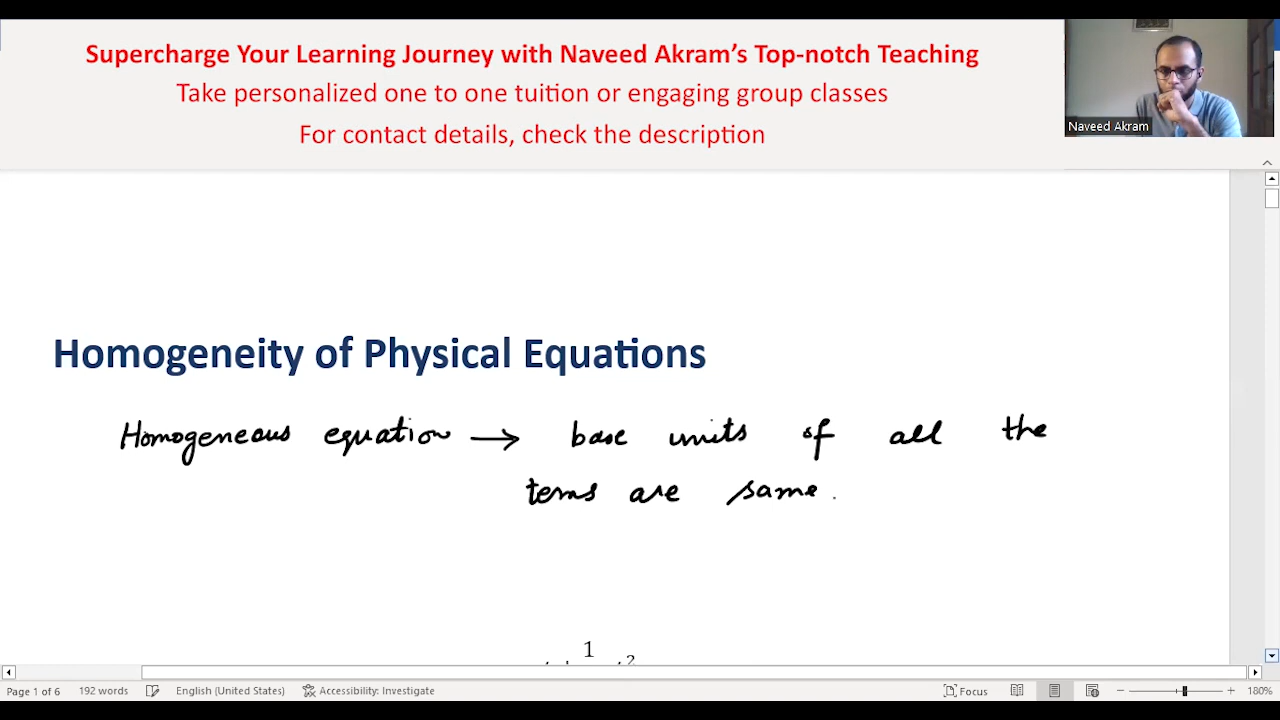 Supercharge Your Learning Journey with Naveed Akram's Top-notch Teaching
Take personalized one to one tuition or engaging group classes
For contact details, check the description
Naveed Akram
Homogeneity of Physical Equations
Homogeneous equation → base units of all the
terms are same.
1
2
Page 1 of 6 192 words English (United States) Accessibility: Investigate Focus 180%